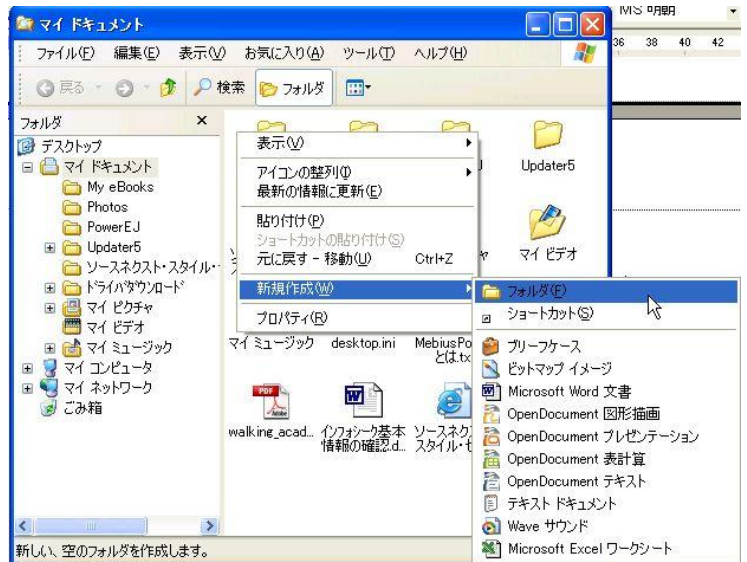 マイ ドキュメント
MS 明朝
36 38 40 42
ファイル(F) 編集(E) 表示(V) お気に入り(A) ツール(T) ヘルプ(H)
戻る 検索 フォルダ
フォルダ ×
デスクトップ
マイ ドキュメント
My eBooks
Photos
PowerEJ
Updater5
ソースネクスト・スタイル・
ドライバダウンロード
マイ ピクチャ
マイ ビデオ
マイ ミュージック
マイ コンピュータ
マイ ネットワーク
ごみ箱
表示(V)
アイコンの整列(I)
最新の情報に更新(E)
貼り付け(P)
ショートカットの貼り付け(S)
元に戻す - 移動(U) Ctrl+Z
新規作成(W)
プロパティ(R)
Updater5
マイ ビデオ
マイ ミュージック desktop.ini MebiusPo
とは.tx
walking_acad... インフォシーク基本 ソースネク
情報の確認.d... スタイル・セ
フォルダ(F)
ショートカット(S)
ブリーフケース
ビットマップ イメージ
Microsoft Word 文書
OpenDocument 図形描画
OpenDocument プレゼンテーション
OpenDocument 表計算
OpenDocument テキスト
テキスト ドキュメント
Wave サウンド
Microsoft Excel ワークシート
新しい、空のフォルダを作成します。